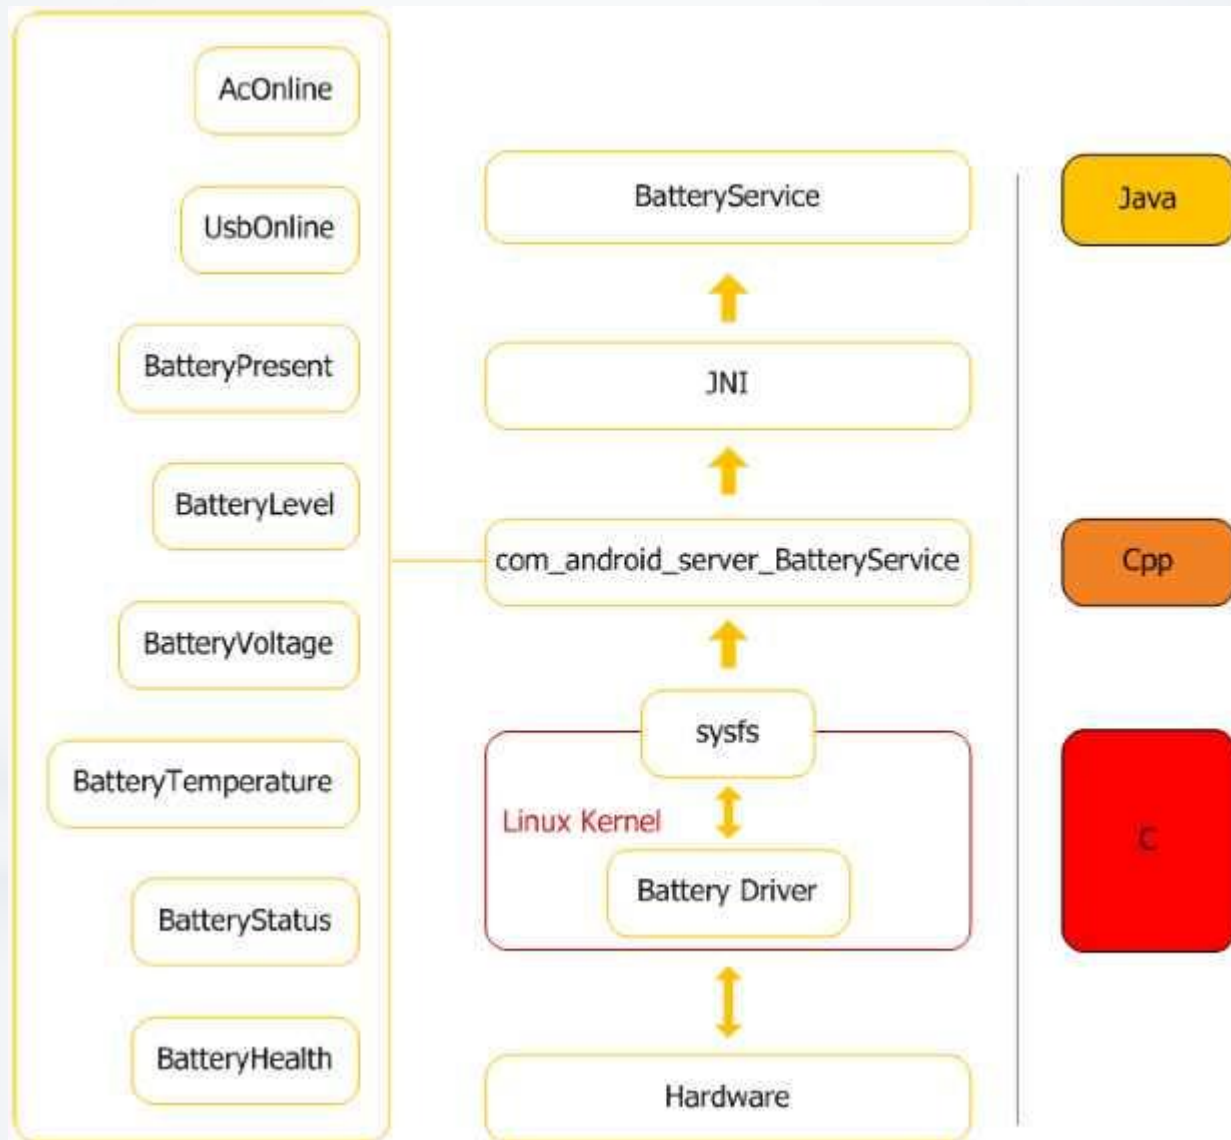 AcOnline
UsbOnline
BatteryPresent
BatteryLevel
BatteryVoltage
BatteryTemperature
BatteryStatus
BatteryHealth
BatteryService
JNI
com_android_server_BatteryService
sysfs
Linux Kernel
Battery Driver
Hardware
Java
Cpp
C